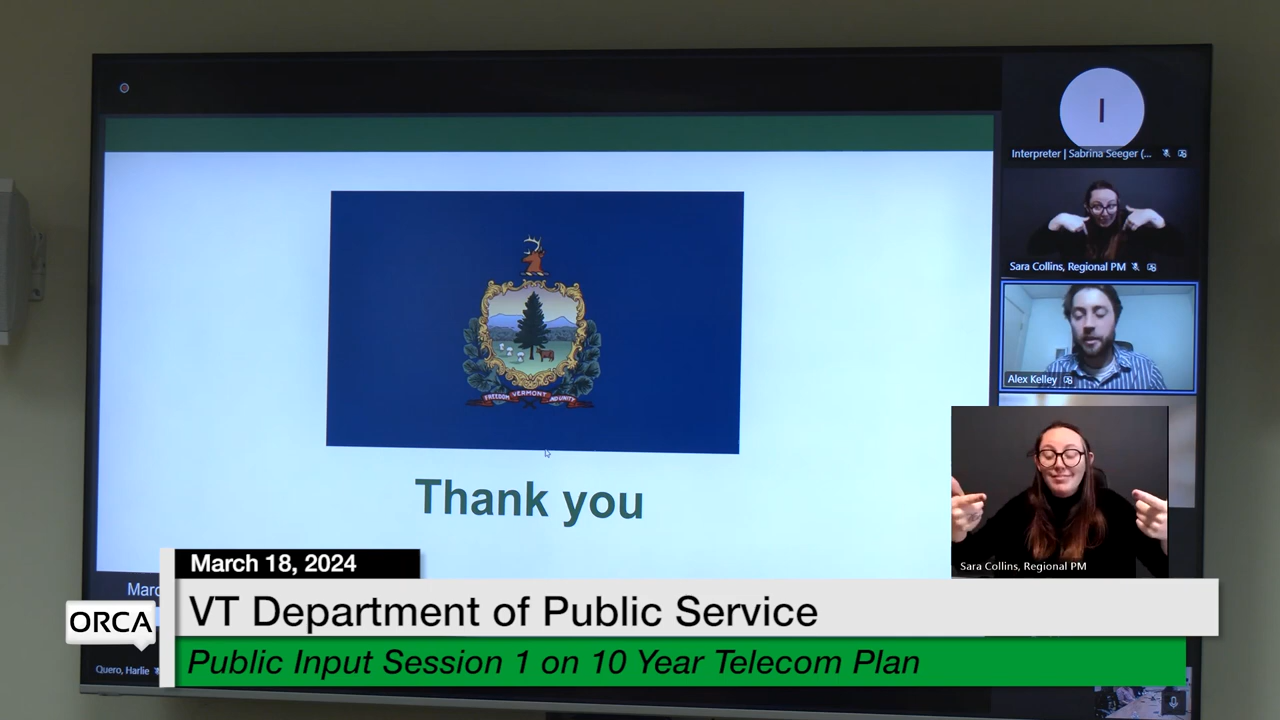 I
Interpreter | Sabrina Seeger (...
Sara Collins, Regional PM
Alex Kelley
FREEDOM VERMONT AND UNITY
Thank you
Sara Collins, Regional PM
March 18, 2024
Marc
VT Department of Public Service
ORCA
Public Input Session 1 on 10 Year Telecom Plan
Quero, Harlie